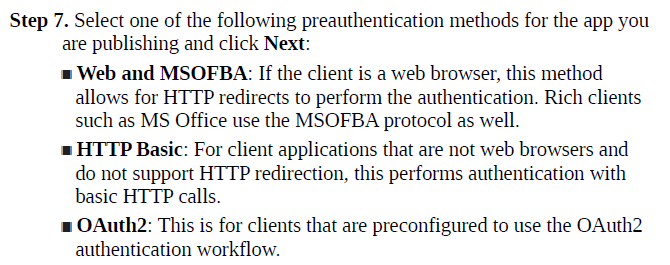 Step 7. Select one of the following preauthentication methods for the app you
are publishing and click Next:
■ Web and MSOFBA: If the client is a web browser, this method
allows for HTTP redirects to perform the authentication. Rich clients
such as MS Office use the MSOFBA protocol as well.
■ HTTP Basic: For client applications that are not web browsers and
do not support HTTP redirection, this performs authentication with
basic HTTP calls.
■ OAuth2: This is for clients that are preconfigured to use the OAuth2
authentication workflow.